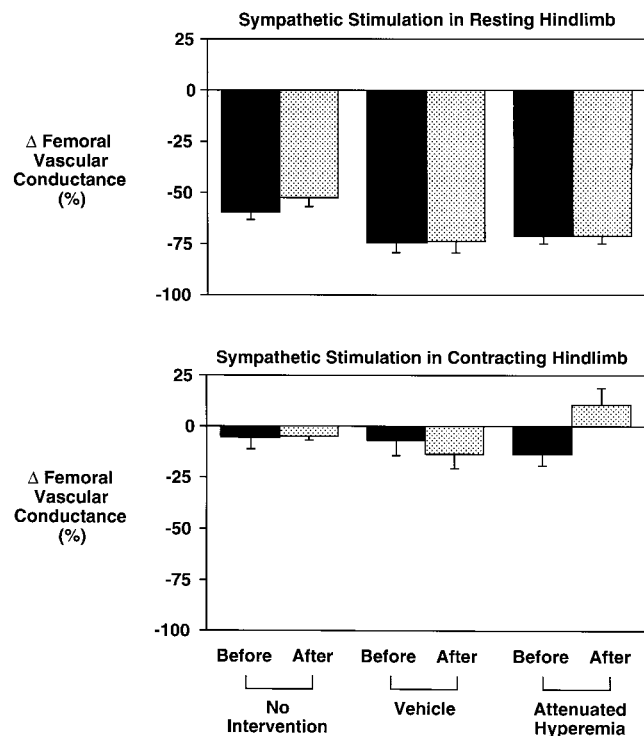 Sympathetic Stimulation in Resting Hindlimb
25
0
-25
-50
-75
-100
Δ Femoral
Vascular
Conductance
(%)
Sympathetic Stimulation in Contracting Hindlimb
25
0
-25
-50
-75
-100
Δ Femoral
Vascular
Conductance
(%)
Before After Before After Before After
No
Intervention
Vehicle
Attenuated
Hyperemia